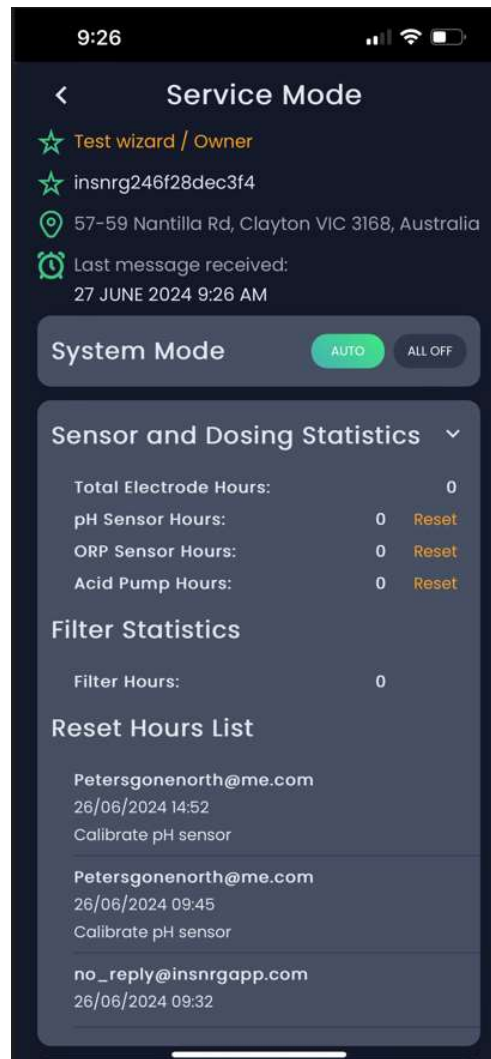 9:26
Service Mode
Test wizard / Owner
insnrg246f28dec3f4
57-59 Nantilla Rd, Clayton VIC 3168, Australia
Last message received:
27 JUNE 2024 9:26 AM
System Mode AUTO ALL OFF
Sensor and Dosing Statistics
Total Electrode Hours: 0
pH Sensor Hours: 0 Reset
ORP Sensor Hours: 0 Reset
Acid Pump Hours: 0 Reset
Filter Statistics
Filter Hours: 0
Reset Hours List
Petersgonenorth@me.com
26/06/2024 14:52
Calibrate pH sensor
Petersgonenorth@me.com
26/06/2024 09:45
Calibrate pH sensor
no_reply@insnrgapp.com
26/06/2024 09:32